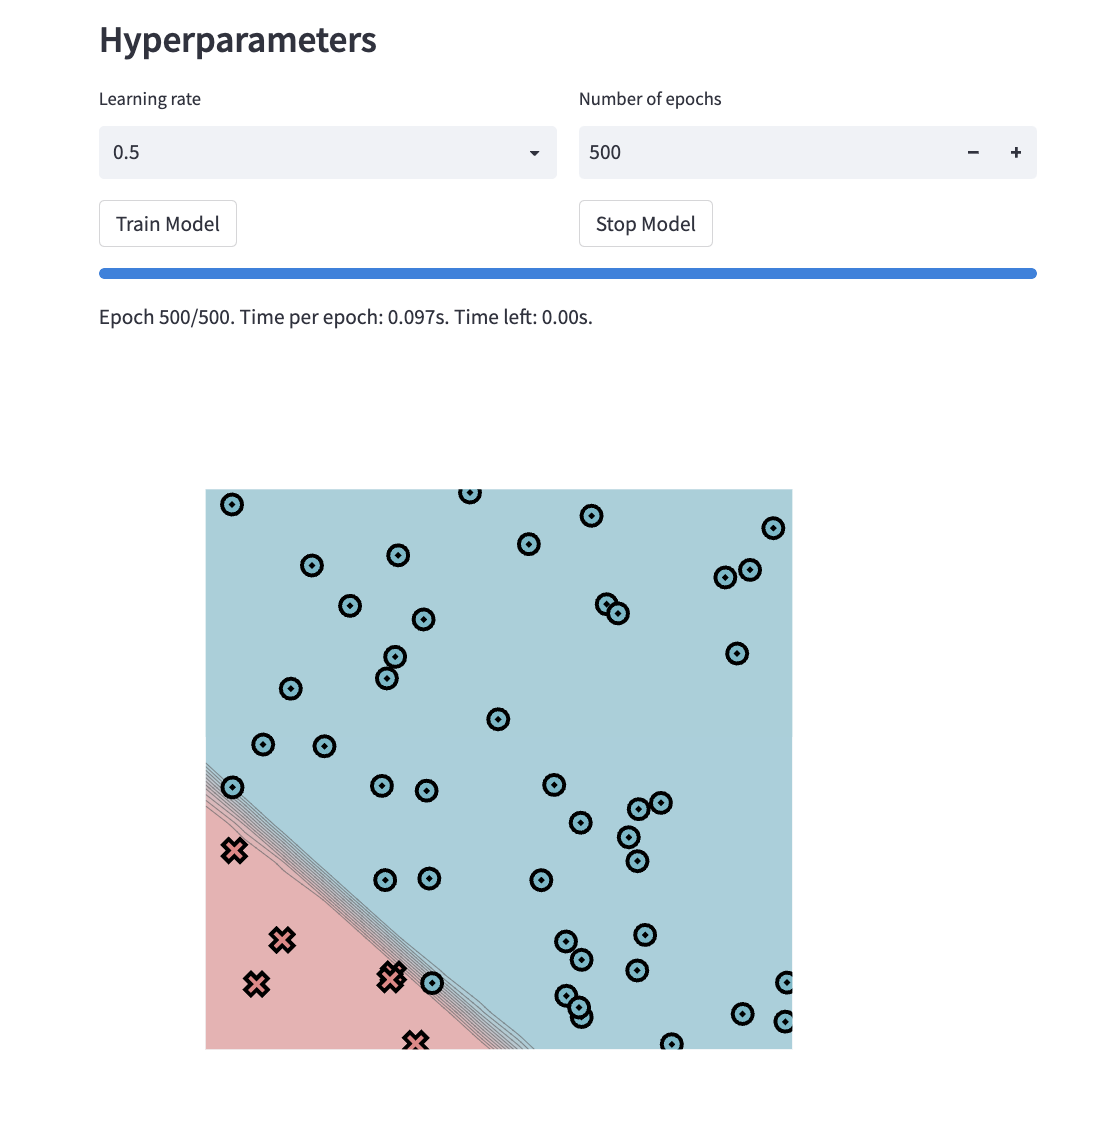 Hyperparameters
Learning rate
Number of epochs
0.5
500
− +
Train Model
Stop Model
Epoch 500/500. Time per epoch: 0.097s. Time left: 0.00s.